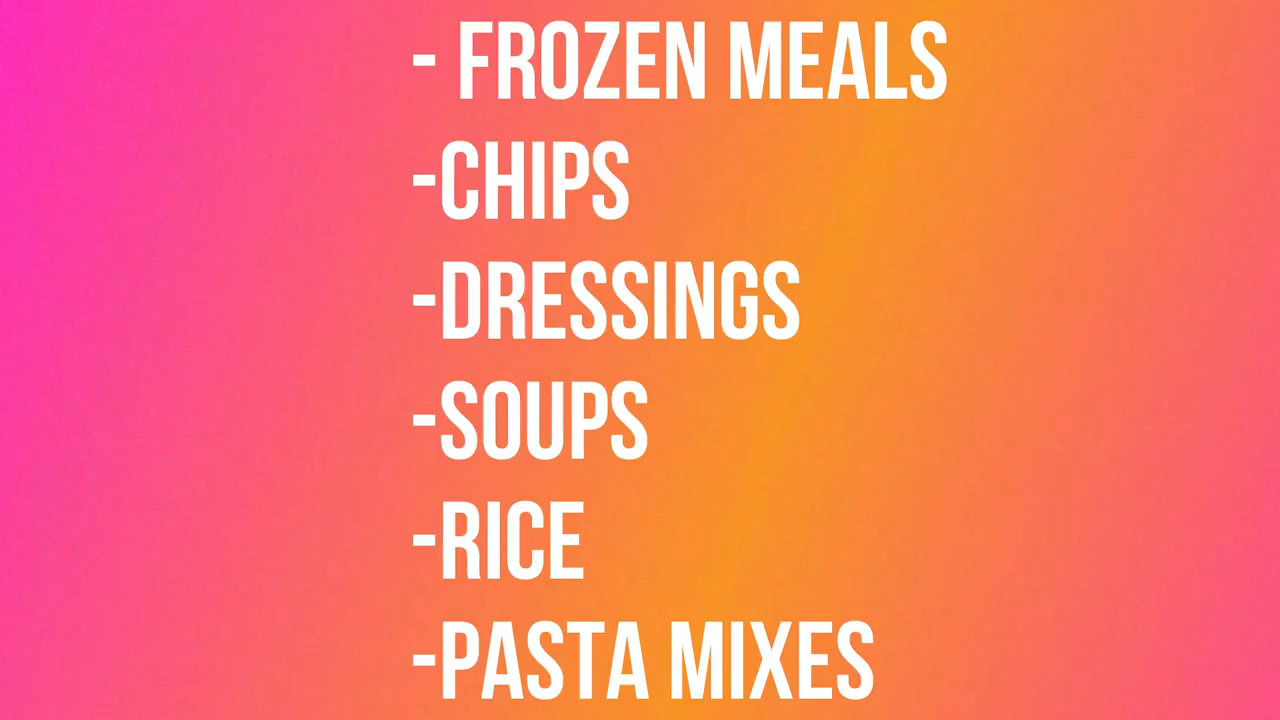 - FROZEN MEALS
-CHIPS
-DRESSINGS
-SOUPS
-RICE
-PASTA MIXES